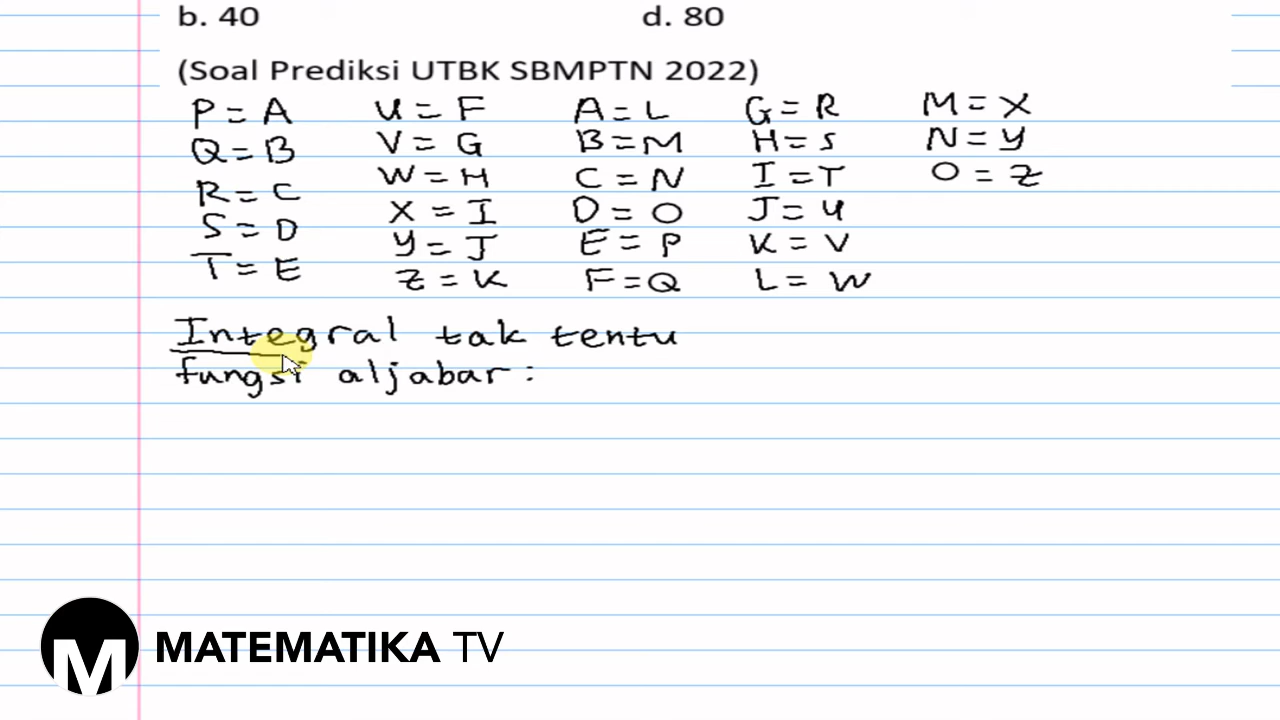 b. 40 d. 80
(Soal Prediksi UTBK SBMPTN 2022)
P = A U = F A = L G = R M = X
Q = B V = G B = M H = S N = Y
R = C W = H C = N I = T O = Z
S = D X = I D = O J = U
T = E Y = J E = P K = V
Z = K F = Q L = W
Integral tak tentu
fungsi aljabar :
M MATEMATIKA TV